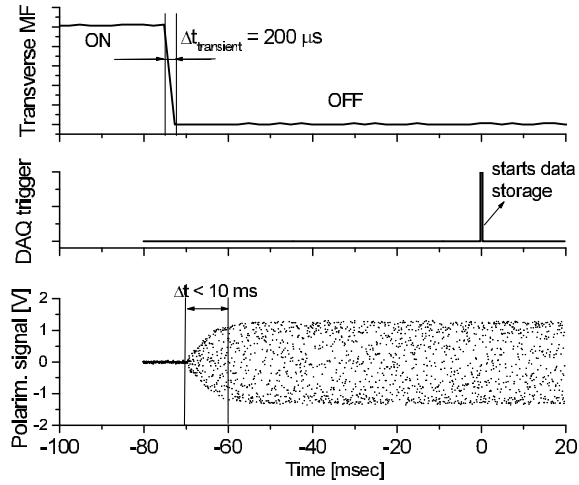 Transverse MF
ON
Δt_transient = 200 μs
OFF
DAQ trigger
starts data
storage
Polarim. signal [V]
Δt < 10 ms
2
1
0
-1
-2
-100
-80
-60
-40
-20
0
20
Time [msec]